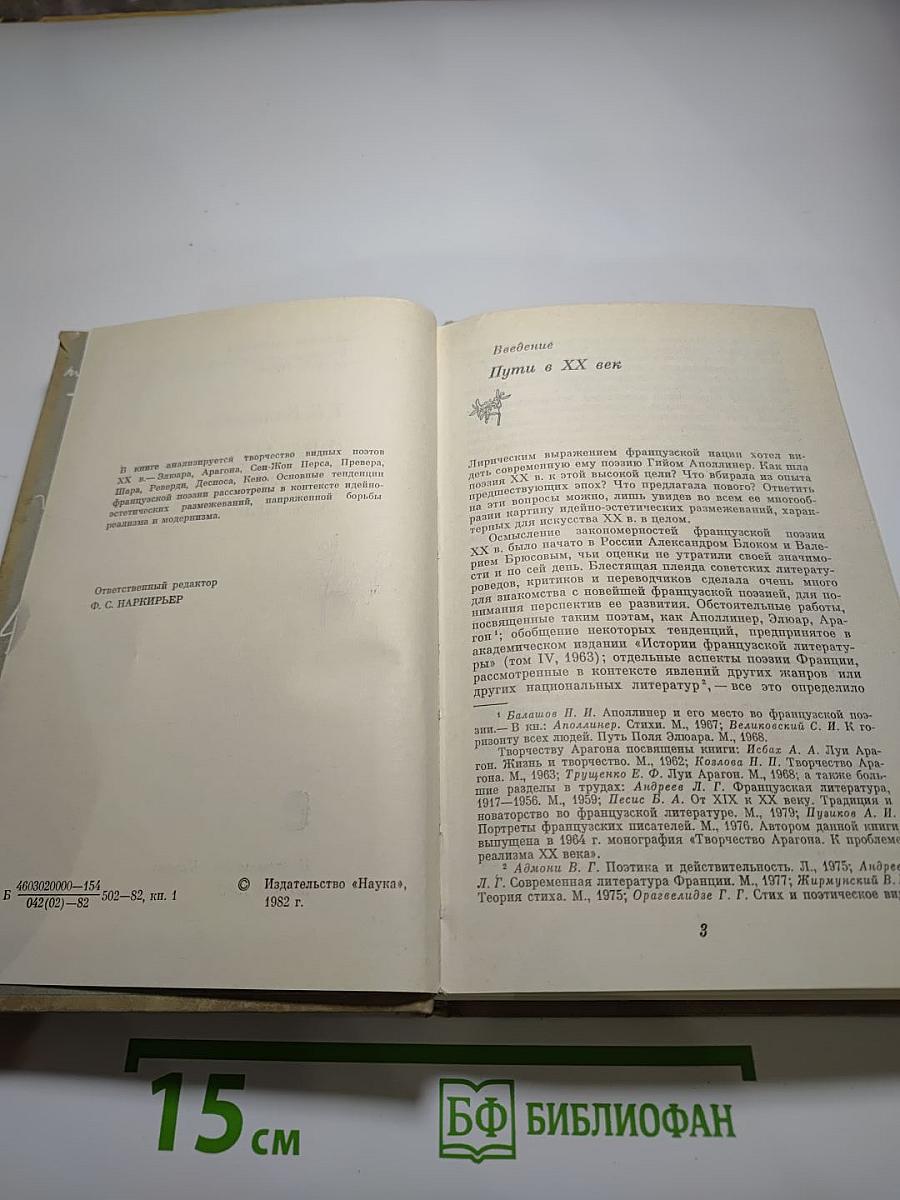 В книге анализируется творчество видных поэтов
XX в.— Элюара, Арагона, Сен-Жон Перса, Превера,
Шара, Реверди, Десноса, Кено. Основные тенденции
французской поэзии рассмотрены в контексте идейно-
эстетических размежеваний, напряженной борьбы
реализма и модернизма.
Ответственный редактор
Ф. С. НАРКИРЬЕР
Б 4603020000—154
042(02)—82 502—82, кн. 1
© Издательство «Наука»,
1982 г.
Введение
Пути в XX век
Лирическим выражением французской нации хотел ви-
деть современную ему поэзию Гийом Аполлинер. Как шла
поэзия XX в. к этой высокой цели? Что вбирала из опыта
предшествующих эпох? Что предлагала нового? Ответить
на эти вопросы можно, лишь увидев во всем ее многооб-
разии картину идейно-эстетических размежеваний, харак-
терных для искусства XX в. в целом.
Осмысление закономерностей французской поэзии
XX в. было начато в России Александром Блоком и Вале-
рием Брюсовым, чьи оценки не утратили своей значимо-
сти и по сей день. Блестящая плеяда советских литерату-
роведов, критиков и переводчиков сделала очень много
для знакомства с новейшей французской поэзией, для по-
нимания перспектив ее развития. Обстоятельные работы,
посвященные таким поэтам, как Аполлинер, Элюар, Ара-
гон¹; обобщение некоторых тенденций, предпринятое в
академическом издании «Истории французской литерату-
ры» (том IV, 1963); отдельные аспекты поэзии Франции,
рассмотренные в контексте явлений других жанров или
других национальных литератур²,— все это определило
¹ Балашов Н. И. Аполлинер и его место во французской поэ-
зии.— В кн.: Аполлинер. Стихи. М., 1967; Великовский С. И. К го-
ризонту всех людей. Путь Поля Элюара. М., 1968.
Творчеству Арагона посвящены книги: Исбах А. А. Луи Ара-
гон. Жизнь и творчество. М., 1962; Козлова Н. П. Творчество Ара-
гона. М., 1963; Трущенко Е. Ф. Луи Арагон. М., 1968; а также боль-
шие разделы в трудах: Андреев Л. Г. Французская литература,
1917—1956. М., 1959; Песис Б. А. От XIX к XX веку. Традиция и
новаторство во французской литературе. М., 1979; Пузиков А. И.
Портреты французских писателей. М., 1976. Автором данной книги
выпущена в 1964 г. монография «Творчество Арагона. К проблеме
реализма XX века».
² Адмони В. Г. Поэтика и действительность. Л., 1975; Андрее
Л. Г. Современная литература Франции. М., 1977; Жирмунский В.
Теория стиха. М., 1975; Орагвелидзе Г. Г. Стих и поэтическое ви
3
15 см
БФ БИБЛИОФАН